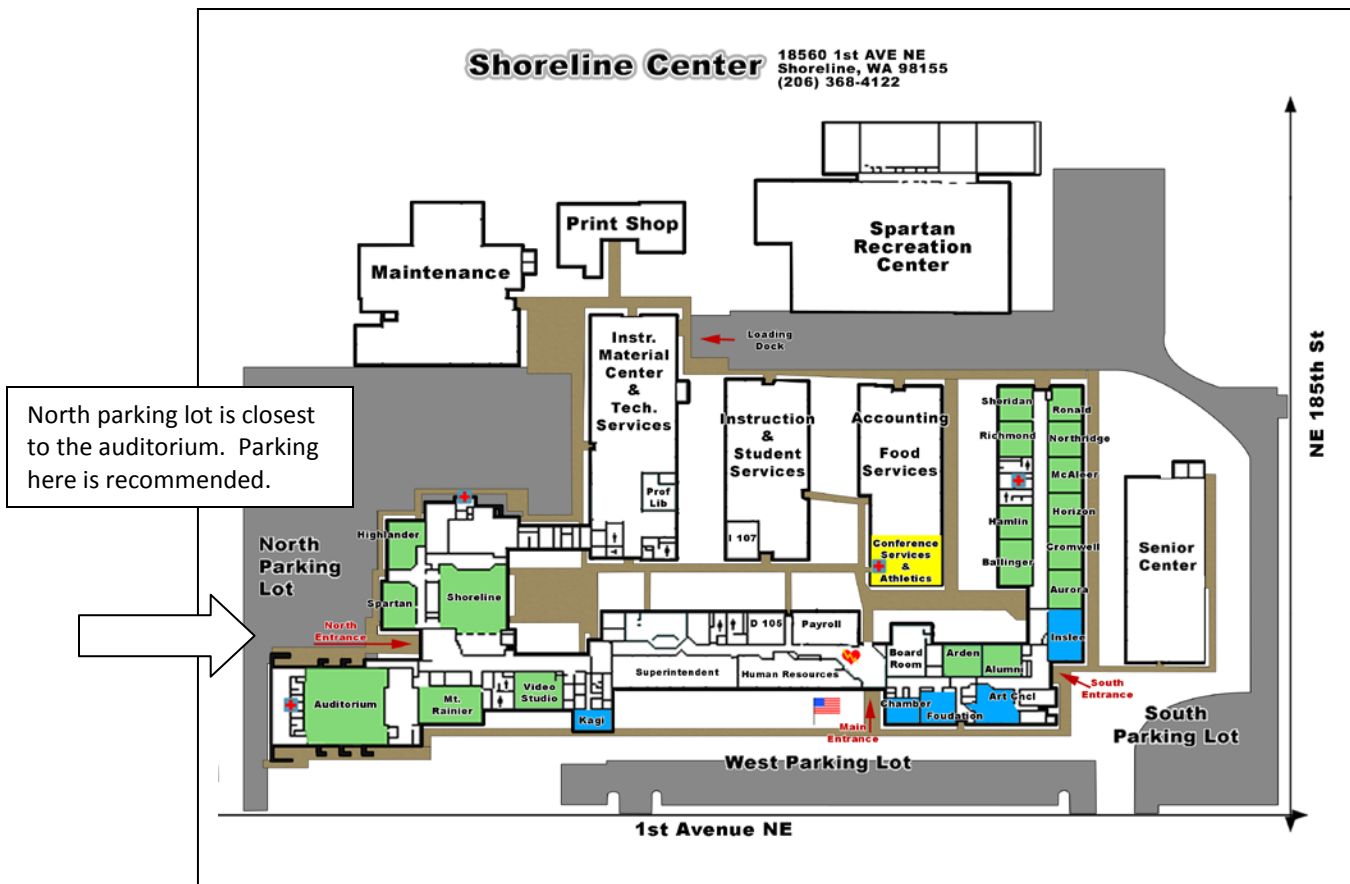 Shoreline Center
18560 1st AVE NE
Shoreline, WA 98155
(206) 368-4122
Print Shop
Maintenance
Spartan
Recreation
Center
Loading
Dock
NE 185th St
Instr.
Material
Center
&
Tech.
Services
Prof
Lib
Instruction
&
Student
Services
I 107
Accounting
Food
Services
Conference
Services
&
Athletics
Sheridan
Richmond
Hamlin
Ballinger
Ronald
Northridge
McAleer
Horizon
Cromwell
Aurora
Inslee
Senior
Center
North parking lot is closest
to the auditorium. Parking
here is recommended.
North
Parking
Lot
Highlander
Spartan
Shoreline
North
Entrance
Auditorium
Mt.
Rainier
Video
Studio
Kagi
D 105
Payroll
Superintendent
Human Resources
Board
Room
Arden
Alumni
Chamber
Foudation
Art Cncl
Main
Entrance
South
Entrance
South
Parking Lot
West Parking Lot
1st Avenue NE